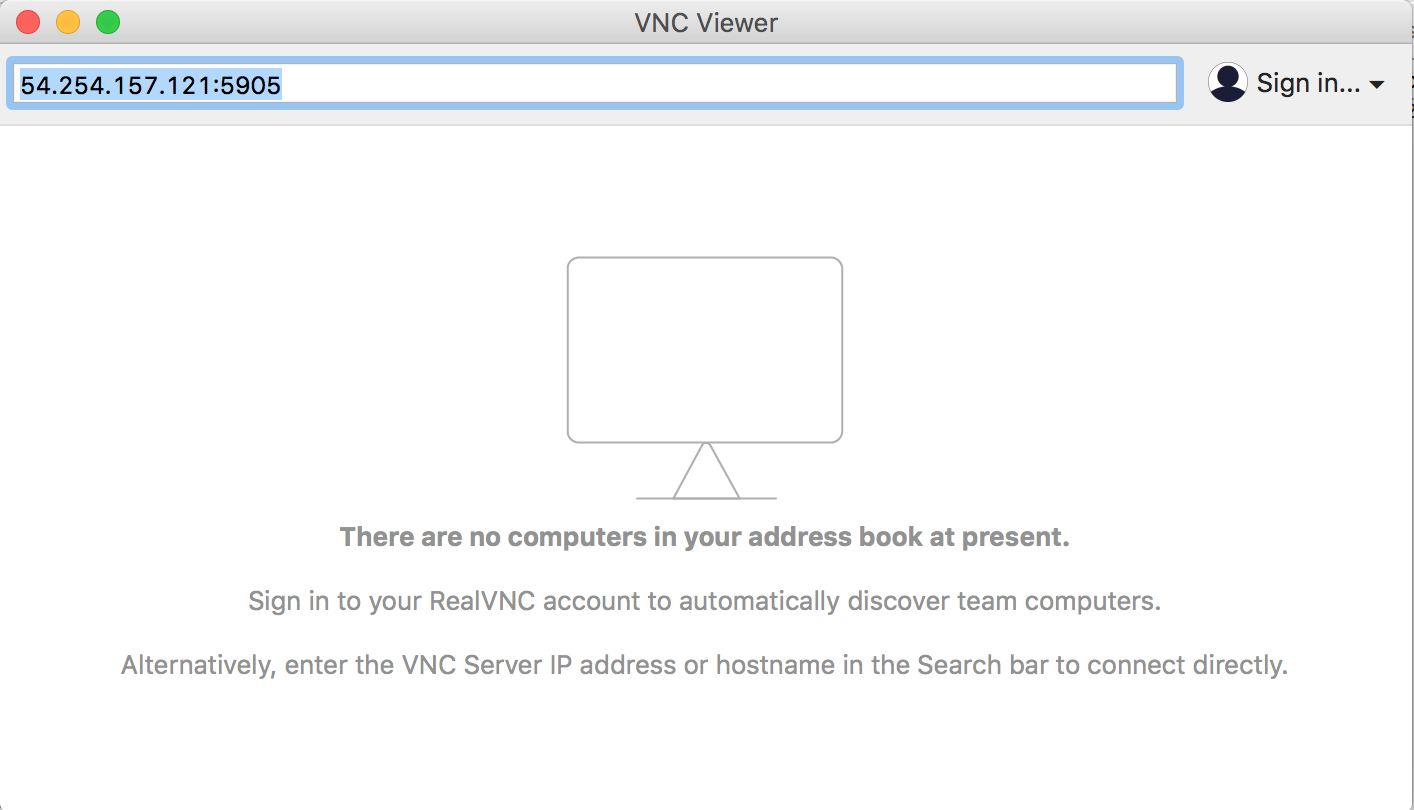 VNC Viewer
54.254.157.121:5905
Sign in...
There are no computers in your address book at present.
Sign in to your RealVNC account to automatically discover team computers.
Alternatively, enter the VNC Server IP address or hostname in the Search bar to connect directly.